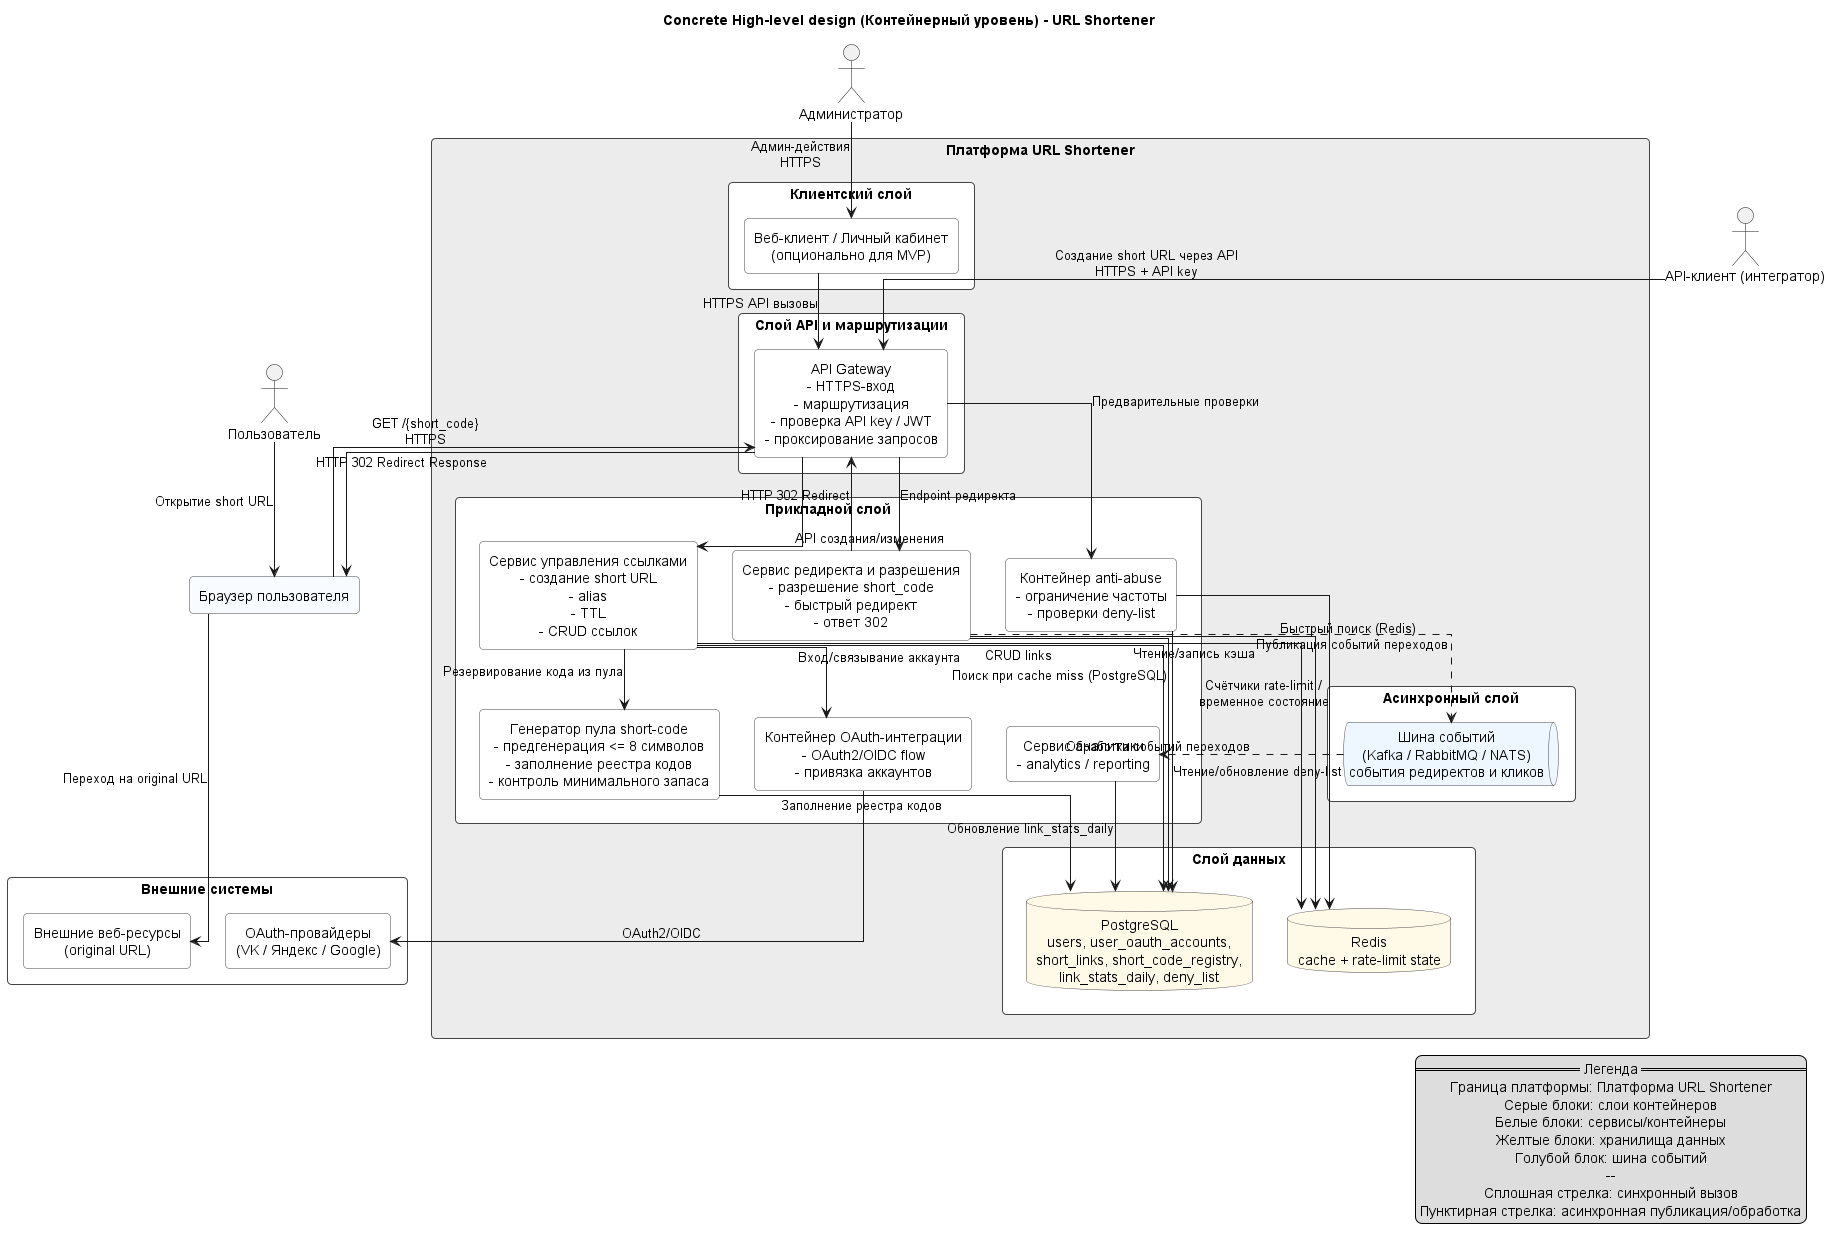 Concrete High-level design (Контейнерный уровень) - URL Shortener
Администратор
Админ-действия
HTTPS
Платформа URL Shortener
Клиентский слой
Веб-клиент / Личный кабинет
(опционально для MVP)
API-клиент (интегратор)
Создание short URL через API
HTTPS + API key
HTTPS API вызовы
Слой API и маршрутизации
API Gateway
- HTTPS-вход
- маршрутизация
- проверка API key / JWT
- проксирование запросов
Предварительные проверки
Пользователь
GET /{short_code}
HTTPS
HTTP 302 Redirect Response
Открытие short URL
Браузер пользователя
HTTP 302 Redirect
Endpoint редиректа
Прикладной слой
API создания/изменения
Сервис управления ссылками
- создание short URL
- alias
- TTL
- CRUD ссылок
Сервис редиректа и разрешения
- разрешение short_code
- быстрый редирект
- ответ 302
Контейнер anti-abuse
- ограничение частоты
- проверки deny-list
Быстрый поиск (Redis)
Публикация событий переходов
Вход/связывание аккаунта
CRUD links
Чтение/запись кэша
Резервирование кода из пула
Поиск при cache miss (PostgreSQL)
Счётчики rate-limit /
временное состояние
Асинхронный слой
Шина событий
(Kafka / RabbitMQ / NATS)
события редиректов и кликов
Генератор пула short-code
- предгенерация <= 8 символов
- заполнение реестра кодов
- контроль минимального запаса
Контейнер OAuth-интеграции
- OAuth2/OIDC flow
- привязка аккаунтов
Сервис аналитики
- analytics / reporting
Обработка событий переходов
Чтение/обновление deny-list
Переход на original URL
Заполнение реестра кодов
Обновление link_stats_daily
Слой данных
PostgreSQL
users, user_oauth_accounts,
short_links, short_code_registry,
link_stats_daily, deny_list
Redis
cache + rate-limit state
Внешние системы
Внешние веб-ресурсы
(original URL)
OAuth-провайдеры
(VK / Яндекс / Google)
OAuth2/OIDC
Легенда
Граница платформы: Платформа URL Shortener
Серые блоки: слои контейнеров
Белые блоки: сервисы/контейнеры
Желтые блоки: хранилища данных
Голубой блок: шина событий
--
Сплошная стрелка: синхронный вызов
Пунктирная стрелка: асинхронная публикация/обработка